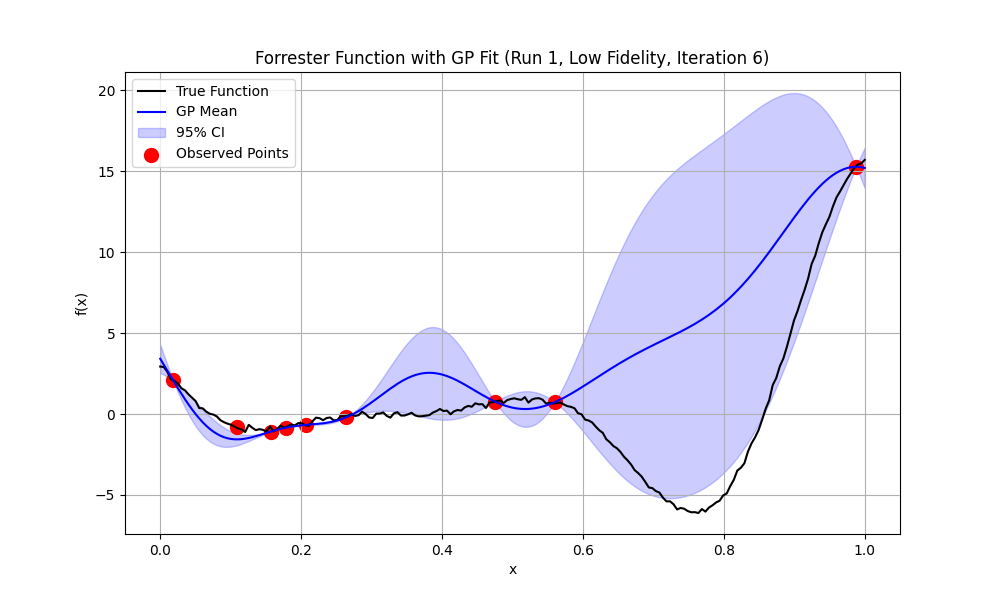 Forrester Function with GP Fit (Run 1, Low Fidelity, Iteration 6)
True Function
GP Mean
95% CI
Observed Points
20
15
10
5
0
−5
f(x)
0.0 0.2 0.4 0.6 0.8 1.0
x